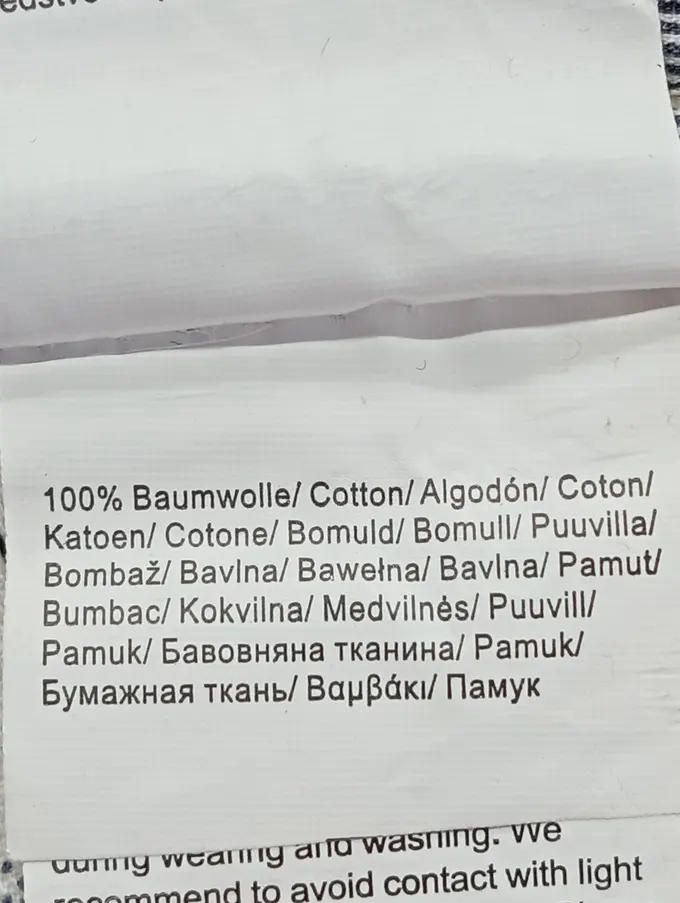 100% Baumwolle/ Cotton/ Algodón/ Coton/
Katoen/ Cotone/ Bomuld/ Bomull/ Puuvilla/
Bombaž/ Bavlna/ Bawełna/ Bavlna/ Pamut/
Bumbac/ Kokvilna/ Medvilnės/ Puuvill/
Pamuk/ Бавовняна тканина/ Pamuk/
Бумажная ткань/ Βαμβάκι/ Памук
during wearing and washing. We
recommend to avoid contact with light